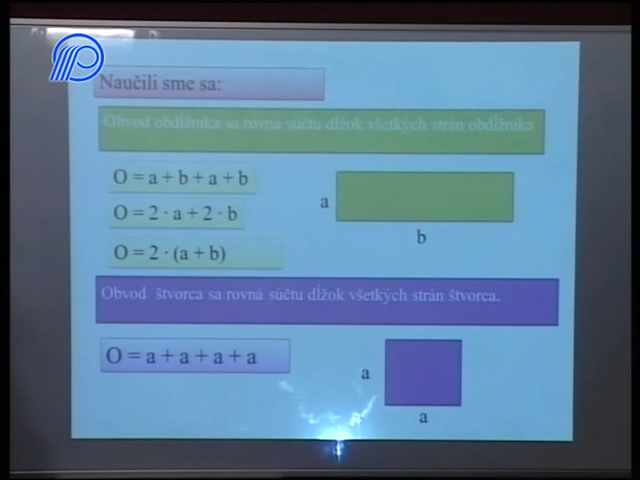 Naučili sme sa:
Obvod obdĺžnika sa rovná súčtu dĺžok všetkých strán obdĺžnika
O = a + b + a + b
O = 2 · a + 2 · b
a
b
O = 2 · (a + b)
Obvod štvorca sa rovná súčtu dĺžok všetkých strán štvorca.
O = a + a + a + a
a
a